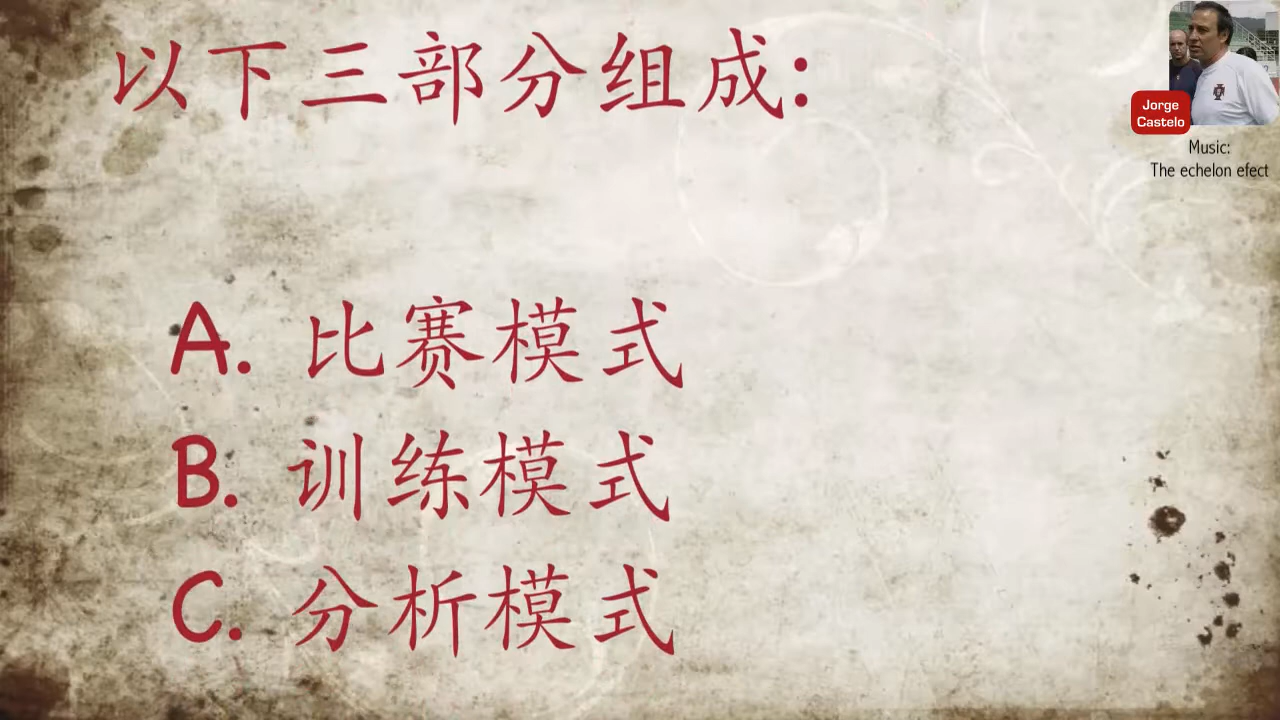 以下三部分组成:
Jorge
Castelo
Music:
The echelon efect
A. 比赛模式
B. 训练模式
C. 分析模式